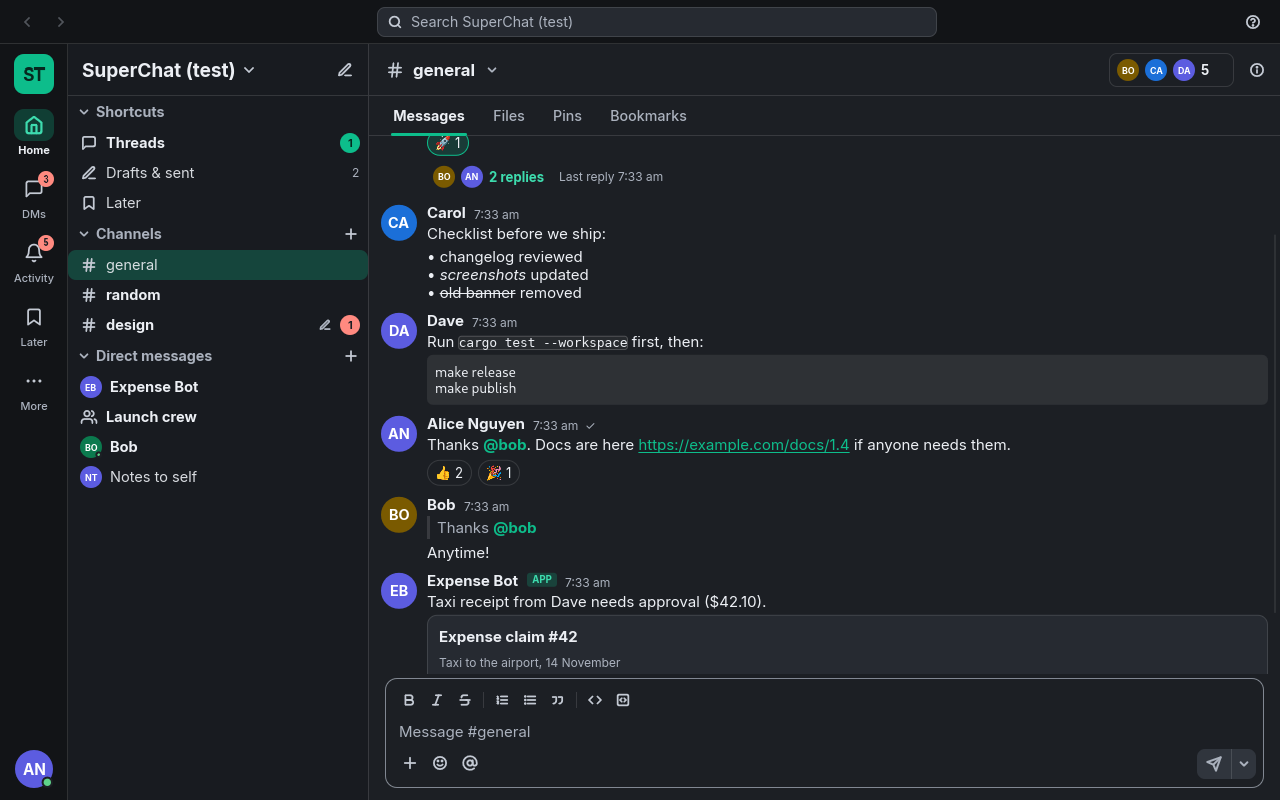 Search SuperChat (test)
ST
Home
3
DMs
5
Activity
Later
More
AN
SuperChat (test)
Shortcuts
Threads 1
Drafts & sent 2
Later
Channels
general
random
design 1
Direct messages
EB Expense Bot
Launch crew
BO Bob
NT Notes to self
general
BO CA DA 5
Messages Files Pins Bookmarks
🚀 1
BO AN 2 replies Last reply 7:33 am
CA Carol 7:33 am
Checklist before we ship:
• changelog reviewed
• screenshots updated
• old banner removed
DA Dave 7:33 am
Run cargo test --workspace first, then:
make release
make publish
AN Alice Nguyen 7:33 am ✓
Thanks @bob. Docs are here https://example.com/docs/1.4 if anyone needs them.
👍 2 🎉 1
BO Bob 7:33 am
Thanks @bob
Anytime!
EB Expense Bot APP 7:33 am
Taxi receipt from Dave needs approval ($42.10).
Expense claim #42
Taxi to the airport, 14 November
Message #general